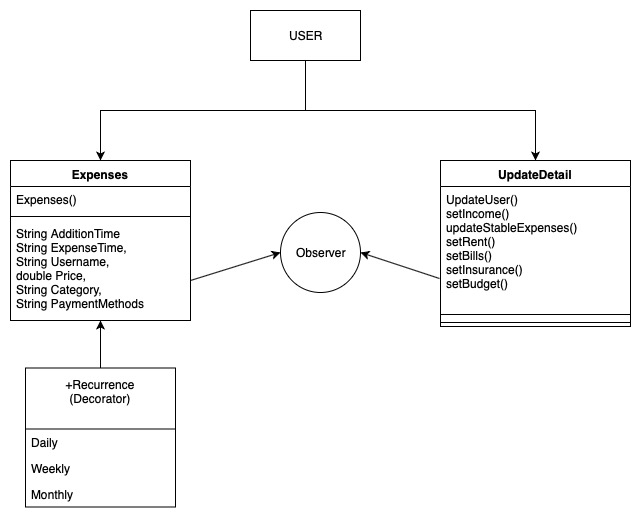 USER
Expenses
Expenses()
String AdditionTime
String ExpenseTime,
String Username,
double Price,
String Category,
String PaymentMethods
Observer
UpdateDetail
UpdateUser()
setIncome()
updateStableExpenses()
setRent()
setBills()
setInsurance()
setBudget()
+Recurrence
(Decorator)
Daily
Weekly
Monthly